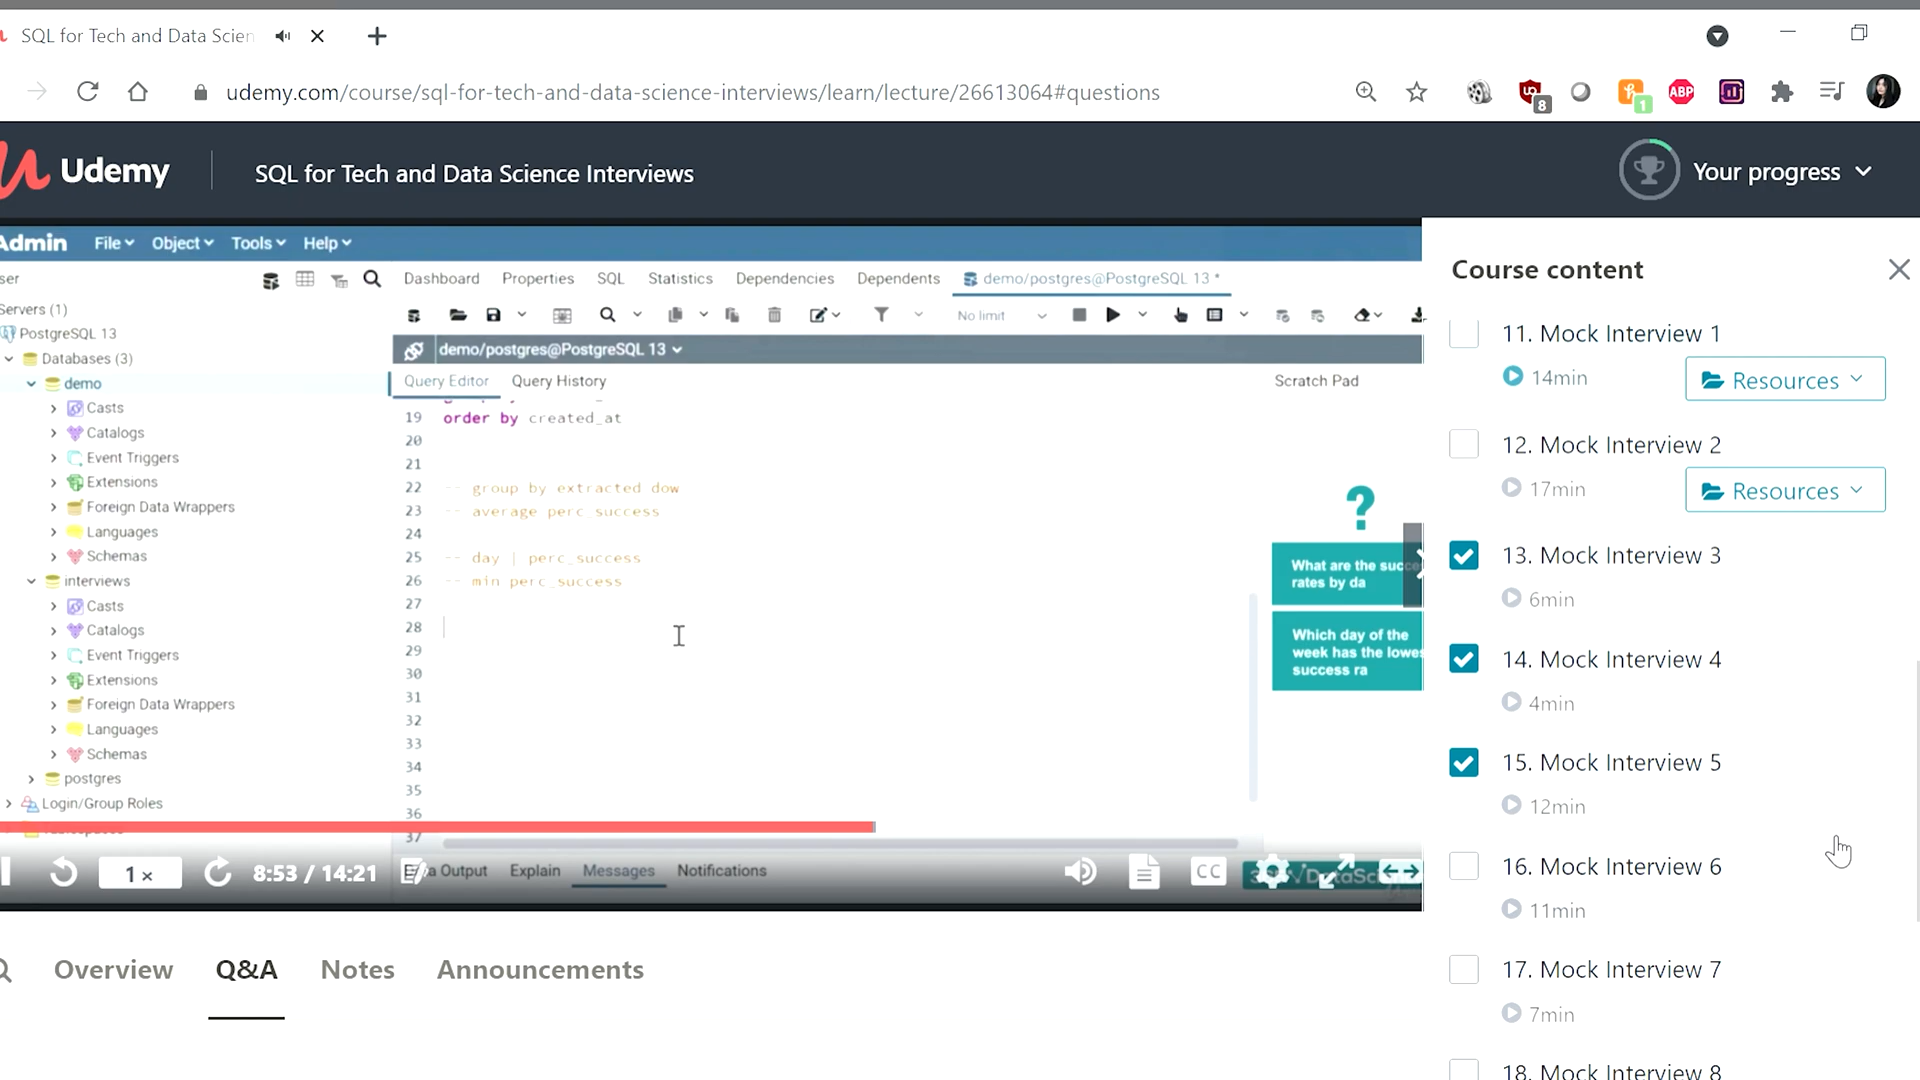 SQL for Tech and Data Scien
udemy.com/course/sql-for-tech-and-data-science-interviews/learn/lecture/26613064#questions
8
1
ABP
Udemy
SQL for Tech and Data Science Interviews
Your progress
Admin
File
Object
Tools
Help
ser
Dashboard
Properties
SQL
Statistics
Dependencies
Dependents
demo/postgres@PostgreSQL 13 *
Servers (1)
PostgreSQL 13
Databases (3)
demo
Casts
Catalogs
Event Triggers
Extensions
Foreign Data Wrappers
Languages
Schemas
interviews
Casts
Catalogs
Event Triggers
Extensions
Foreign Data Wrappers
Languages
Schemas
postgres
Login/Group Roles
No limit
demo/postgres@PostgreSQL 13
Query Editor
Query History
Scratch Pad
19 order by created_at
20
21
22 -- group by extracted dow
23 -- average perc_success
24
25 -- day | perc_success
26 -- min perc_success
27
28
29
30
31
32
33
34
35
36
37
?
What are the succe
rates by da
Which day of the
week has the lowes
success ra
1 x
8:53 / 14:21
a Output
Explain
Messages
Notifications
CC
Course content
11. Mock Interview 1
14min
Resources
12. Mock Interview 2
17min
Resources
13. Mock Interview 3
6min
14. Mock Interview 4
4min
15. Mock Interview 5
12min
16. Mock Interview 6
11min
17. Mock Interview 7
7min
18. Mock Interview 8
Overview
Q&A
Notes
Announcements